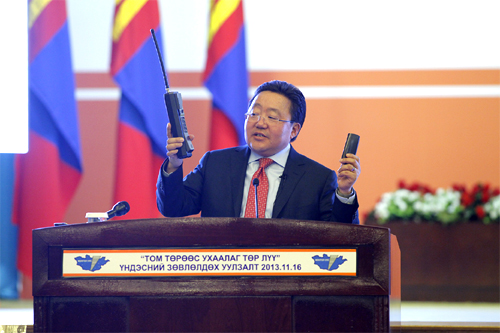 "ТОМ ТӨРӨӨС УХААЛАГ ТӨР ЛҮҮ"
ҮНДЭСНИЙ ЗӨВЛӨЛДӨХ УУЛЗАЛТ 2013.11.16